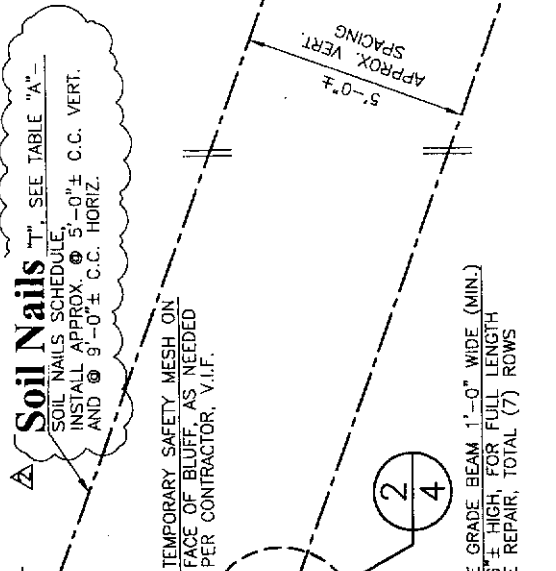 2
Soil Nails "T", SEE TABLE "A"-
SOIL NAILS SCHEDULE,
INSTALL APPROX. @ 5'-0"± C.C. VERT.
AND @ 9'-0"± C.C. HORIZ.
5'-0"±
APPROX. VERT.
SPACING
TEMPORARY SAFETY MESH ON
FACE OF BLUFF, AS NEEDED
PER CONTRACTOR, V.I.F.
2
4
GRADE BEAM 1'-0" WIDE (MIN.)
"± HIGH, FOR FULL LENGTH
REPAIR, TOTAL (7) ROWS